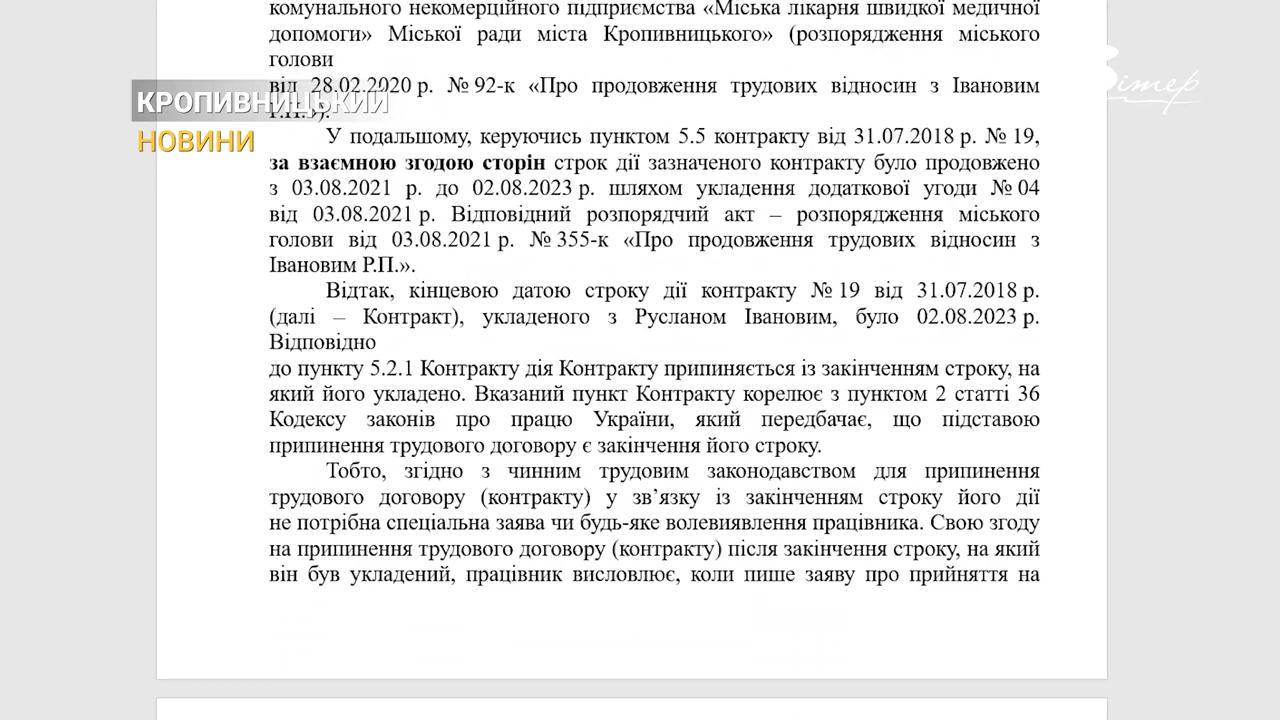 комунального некомерційного підприємства «Міська лікарня швидкої медичної
допомоги» Міської ради міста Кропивницького» (розпорядження міського
голови
від 28.02.2020 р. № 92-к «Про продовження трудових відносин з Івановим
Р.П.»).
КРОПИВНИЦЬКИЙ
НОВИНИ
Вітер
У подальшому, керуючись пунктом 5.5 контракту від 31.07.2018 р. № 19,
за взаємною згодою сторін строк дії зазначеного контракту було продовжено
з 03.08.2021 р. до 02.08.2023 р. шляхом укладення додаткової угоди № 04
від 03.08.2021 р. Відповідний розпорядчий акт – розпорядження міського
голови від 03.08.2021 р. № 355-к «Про продовження трудових відносин з
Івановим Р.П.».
Відтак, кінцевою датою строку дії контракту № 19 від 31.07.2018 р.
(далі – Контракт), укладеного з Русланом Івановим, було 02.08.2023 р.
Відповідно
до пункту 5.2.1 Контракту дія Контракту припиняється із закінченням строку, на
який його укладено. Вказаний пункт Контракту корелює з пунктом 2 статті 36
Кодексу законів про працю України, який передбачає, що підставою
припинення трудового договору є закінчення його строку.
Тобто, згідно з чинним трудовим законодавством для припинення
трудового договору (контракту) у зв’язку із закінченням строку його дії
не потрібна спеціальна заява чи будь-яке волевиявлення працівника. Свою згоду
на припинення трудового договору (контракту) після закінчення строку, на який
він був укладений, працівник висловлює, коли пише заяву про прийняття на